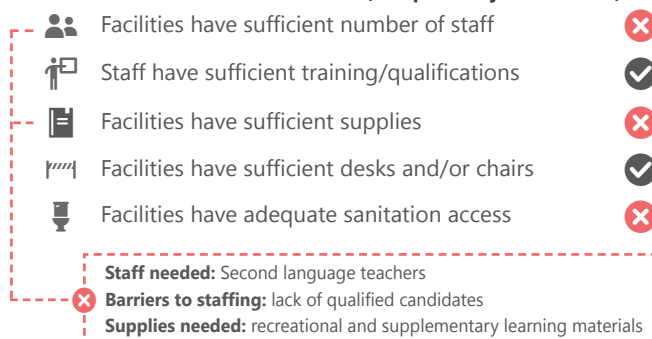 Facilities have sufficient number of staff
Staff have sufficient training/qualifications
Facilities have sufficient supplies
Facilities have sufficient desks and/or chairs
Facilities have adequate sanitation access
Staff needed: Second language teachers
Barriers to staffing: lack of qualified candidates
Supplies needed: recreational and supplementary learning materials